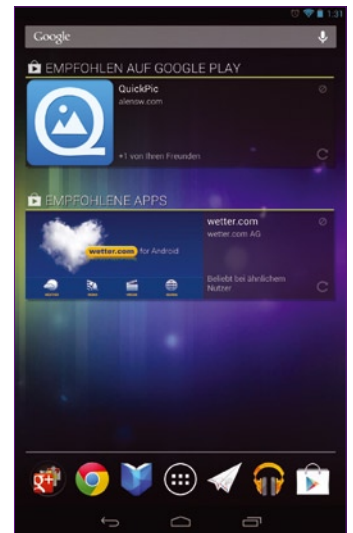 1:31
Google
EMPFOHLEN AUF GOOGLE PLAY
QuickPic
alensw.com
+1 von Ihren Freunden
EMPFOHLENE APPS
wetter.com
wetter.com AG
wetter.com for Android
Beliebt bei ähnlichem
Nutzer
g+